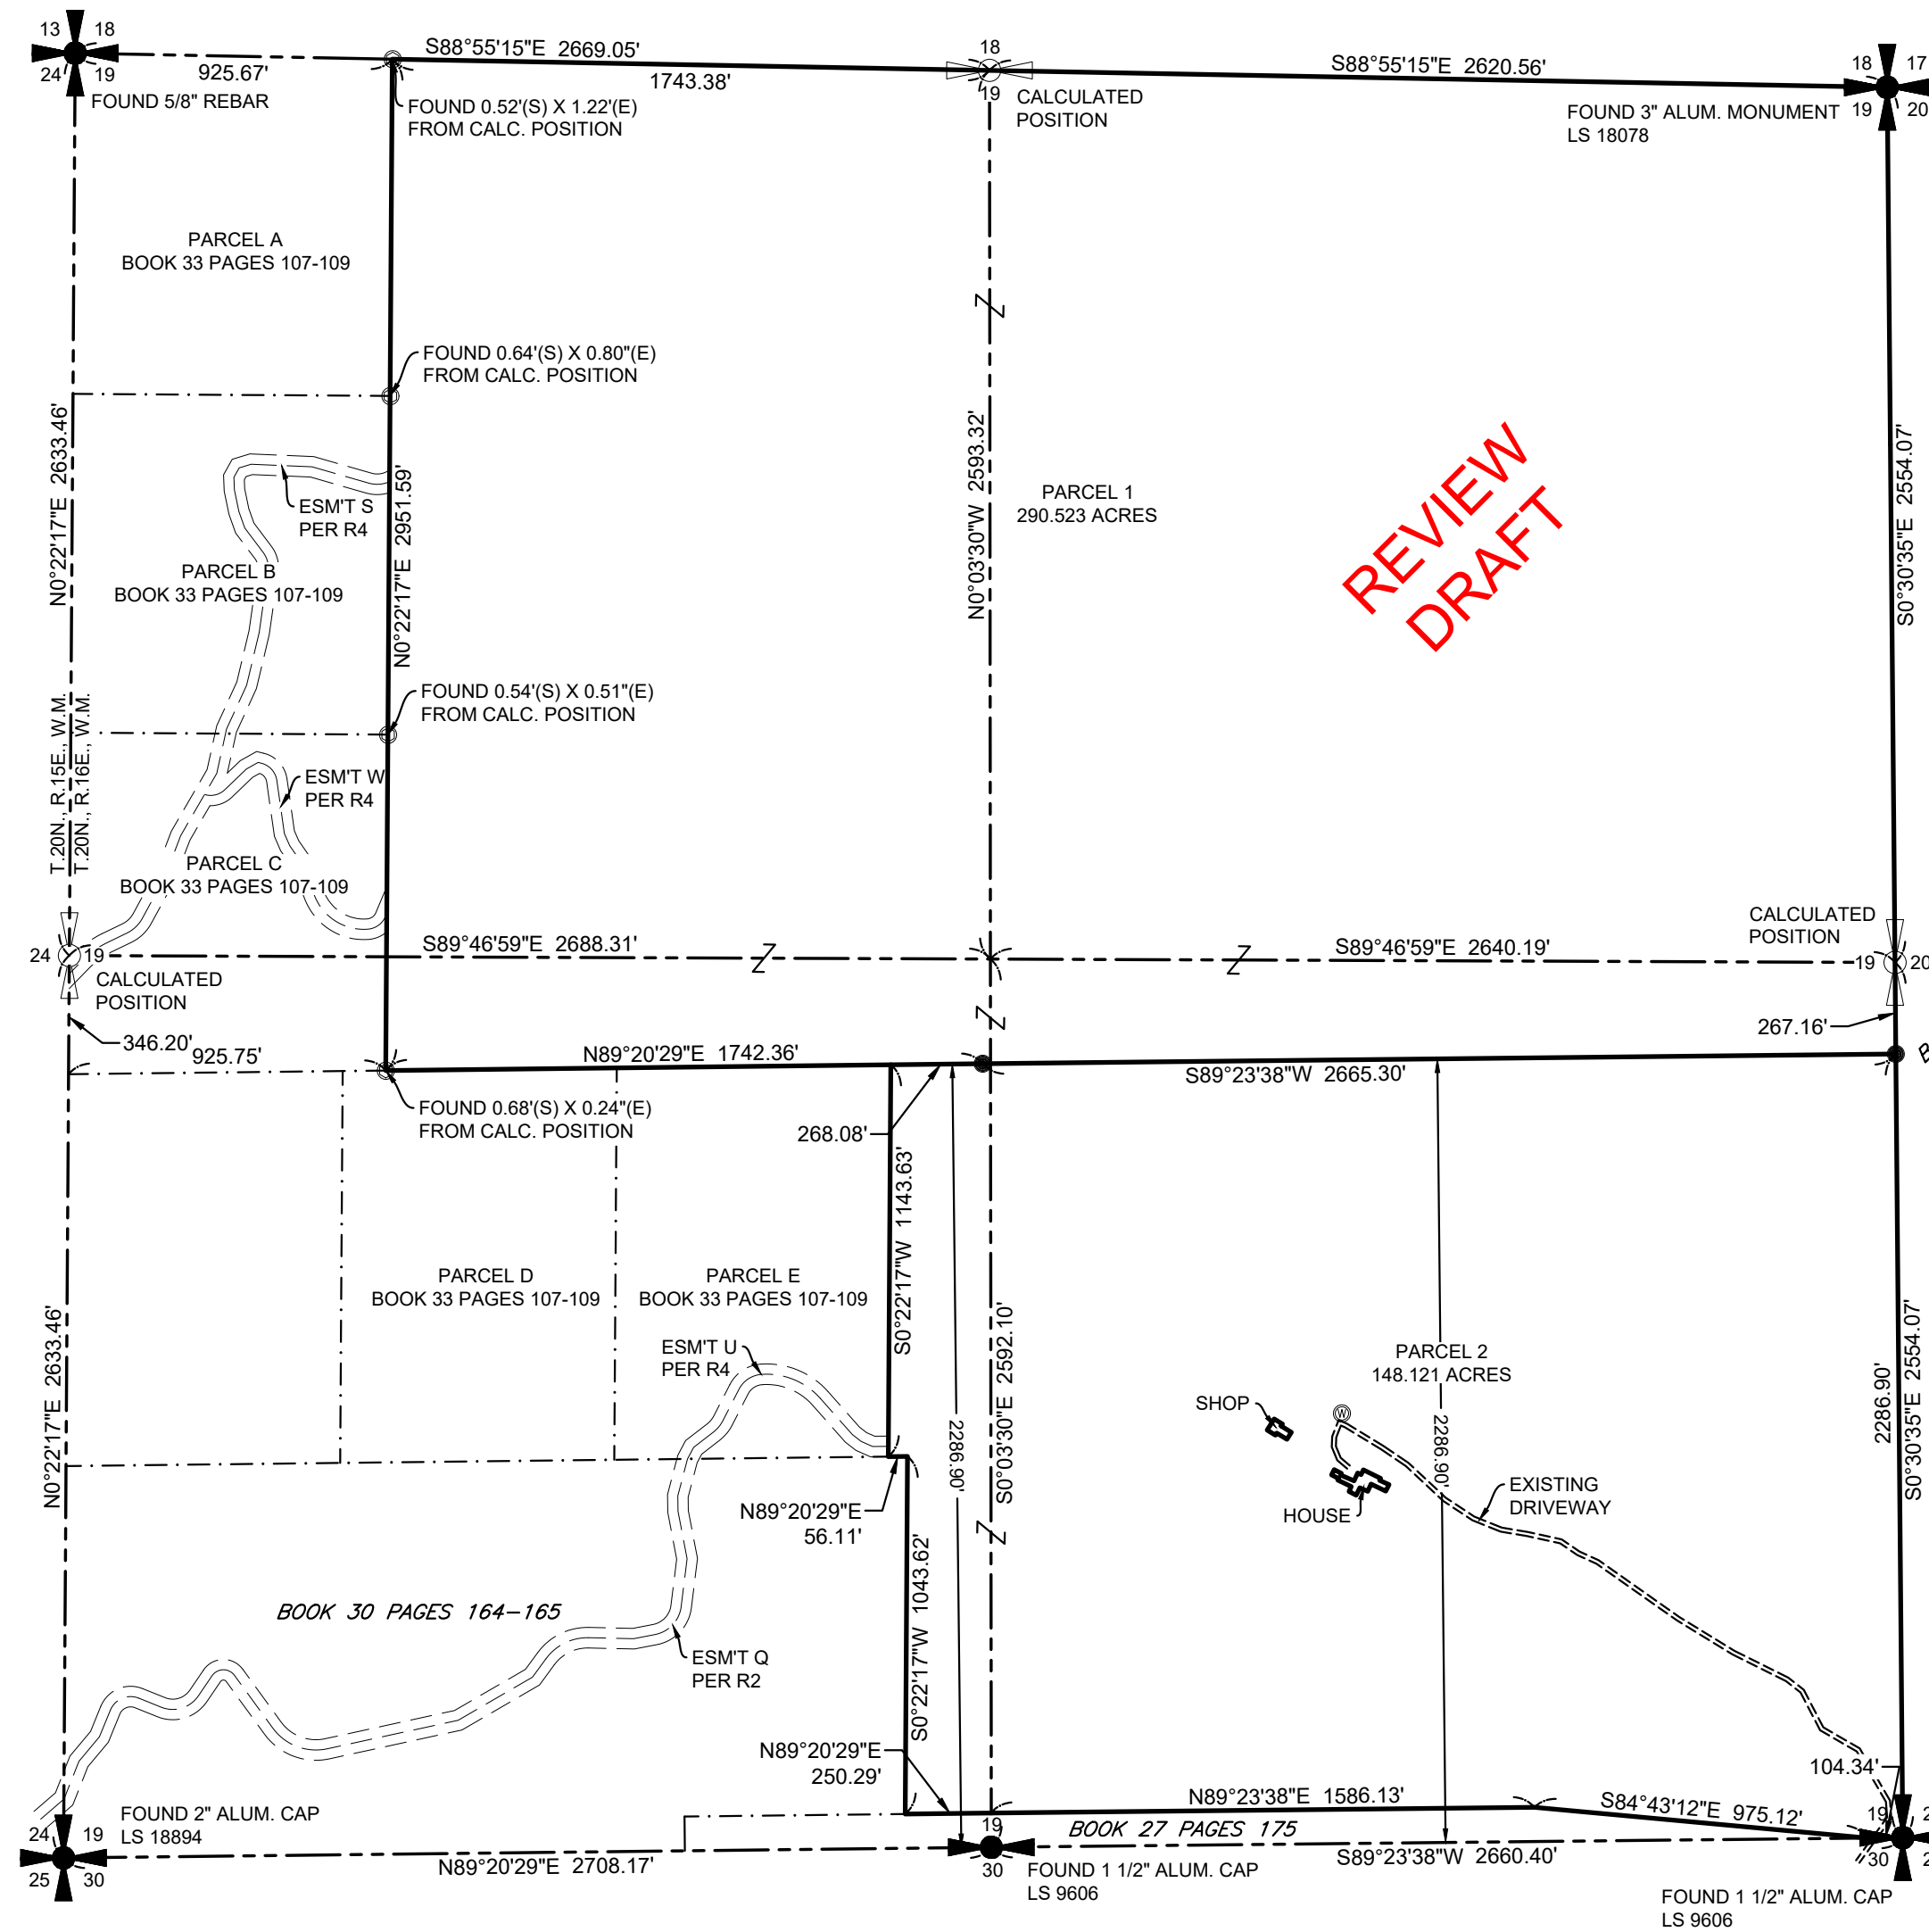 13 18
24 19
FOUND 5/8" REBAR
925.67'
S88°55'15"E 2669.05'
1743.38'
FOUND 0.52'(S) X 1.22'(E)
FROM CALC. POSITION
18
19
CALCULATED
POSITION
S88°55'15"E 2620.56'
18 17
19 20
FOUND 3" ALUM. MONUMENT
LS 18078
PARCEL A
BOOK 33 PAGES 107-109
FOUND 0.64'(S) X 0.80"(E)
FROM CALC. POSITION
N0°22'17"E 2633.46'
N0°22'17"E 2951.59'
N0°03'30"W 2593.32'
PARCEL 1
290.523 ACRES
REVIEW
DRAFT
S0°30'35"E 2554.07'
ESM'T S
PER R4
PARCEL B
BOOK 33 PAGES 107-109
FOUND 0.54'(S) X 0.51"(E)
FROM CALC. POSITION
T.20N., R.15E., W.M.
T.20N., R.16E., W.M.
ESM'T W
PER R4
PARCEL C
BOOK 33 PAGES 107-109
24 19
CALCULATED
POSITION
S89°46'59"E 2688.31'
Z
Z
Z
Z
S89°46'59"E 2640.19'
CALCULATED
POSITION
19 20
346.20'
925.75'
N89°20'29"E 1742.36'
S89°23'38"W 2665.30'
267.16'
FOUND 0.68'(S) X 0.24"(E)
FROM CALC. POSITION
268.08'
S0°22'17"W 1143.63'
PARCEL D
BOOK 33 PAGES 107-109
PARCEL E
BOOK 33 PAGES 107-109
N0°22'17"E 2633.46'
ESM'T U
PER R4
2286.90'
S0°03'30"E 2592.10'
Z
PARCEL 2
148.121 ACRES
SHOP
W
HOUSE
2286.90'
EXISTING
DRIVEWAY
2286.90'
S0°30'35"E 2554.07'
N89°20'29"E
56.11'
S0°22'17"W 1043.62'
BOOK 30 PAGES 164-165
ESM'T Q
PER R2
N89°20'29"E
250.29'
N89°23'38"E 1586.13'
S84°43'12"E 975.12'
104.34'
FOUND 2" ALUM. CAP
LS 18894
24 19
25 30
N89°20'29"E 2708.17'
19
30
BOOK 27 PAGES 175
FOUND 1 1/2" ALUM. CAP
LS 9606
S89°23'38"W 2660.40'
19
30
FOUND 1 1/2" ALUM. CAP
LS 9606